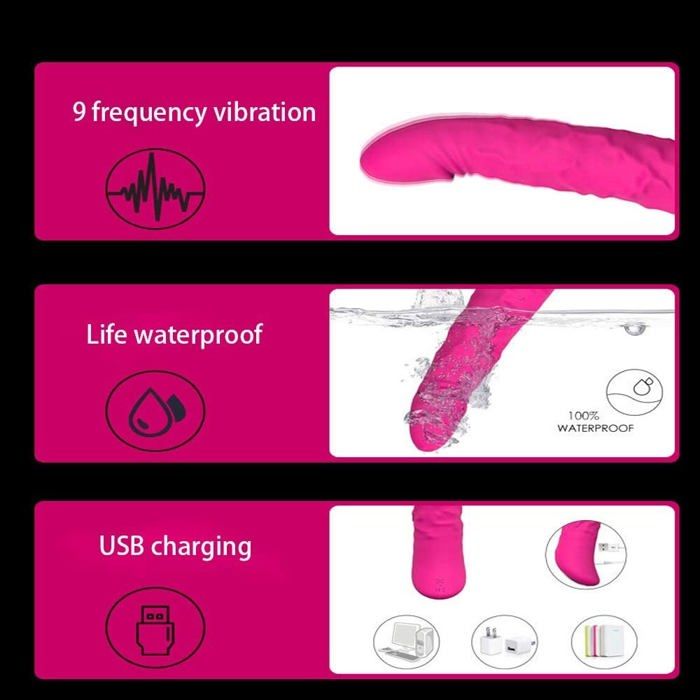 9 frequency vibration
Life waterproof
100%
WATERPROOF
USB charging